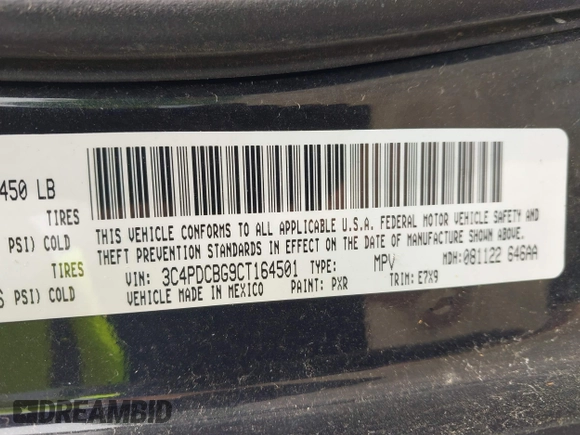 450 LB
TIRES
PSI) COLD
TIRES
PSI) COLD
THIS VEHICLE CONFORMS TO ALL APPLICABLE U.S.A. FEDERAL MOTOR VEHICLE SAFETY AND
THEFT PREVENTION STANDARDS IN EFFECT ON THE DATE OF MANUFACTURE SHOWN ABOVE.
VIN: 3C4PDCBG9CT164501 TYPE: MPV MDH: 081122 646AA
VEHICLE MADE IN MEXICO PAINT: PXR TRIM: E7X9
DREAMBID